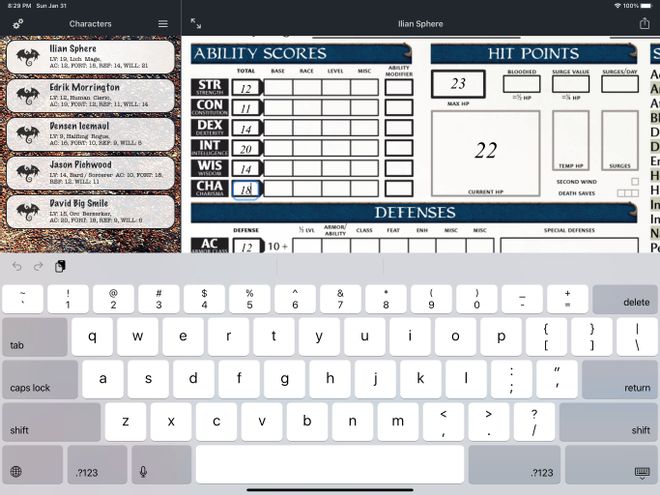 8:29 PM Sun Jan 31
100%
Characters
Ilian Sphere
Ilian Sphere
LV: 19, Lich Mage,
AC: 12, FORT: 18, REF: 14, WILL: 21
Edrik Morrington
LV: 12, Human Cleric,
AC: 19, FORT: 12, REF: 11, WILL: 14
Densen Icemaul
LV: 9, Halfling Rogue,
AC: 16, FORT: 10, REF: 9, WILL: 8
Jason Pichwood
LV: 14, Bard / Sorcerer AC: 10, FORT: 18,
REF: 12, WILL: 11
David Big Smile
LV: 15, Orc Berserker,
AC: 20, FORT: 18, REF: 9, WILL: 6
ABILITY SCORES
TOTAL BASE RACE LEVEL MISC ABILITY MODIFIER
STR 12
STRENGTH
CON 11
CONSTITUTION
DEX 14
DEXTERITY
INT 20
INTELLIGENCE
WIS 14
WISDOM
CHA 18
CHARISMA
HIT POINTS
BLOODIED SURGE VALUE SURGES/DAY
23
=½ HP =¼ HP
MAX HP
22
CURRENT HP TEMP HP SURGES
SECOND WIND
DEATH SAVES
DEFENSES
DEFENSE ½ LVL ARMOR/ ABILITY CLASS FEAT ENH MISC MISC SPECIAL DEFENSES
AC 12 10 +
ARMOR CLASS
~ ! @ # $ % ^ & * ( ) _ +
` 1 2 3 4 5 6 7 8 9 0 - = delete
tab q w e r t y u i o p { [ } ] | \
caps lock a s d f g h j k l : ; " ' return
shift z x c v b n m < , > . ? / shift
.?123 .?123